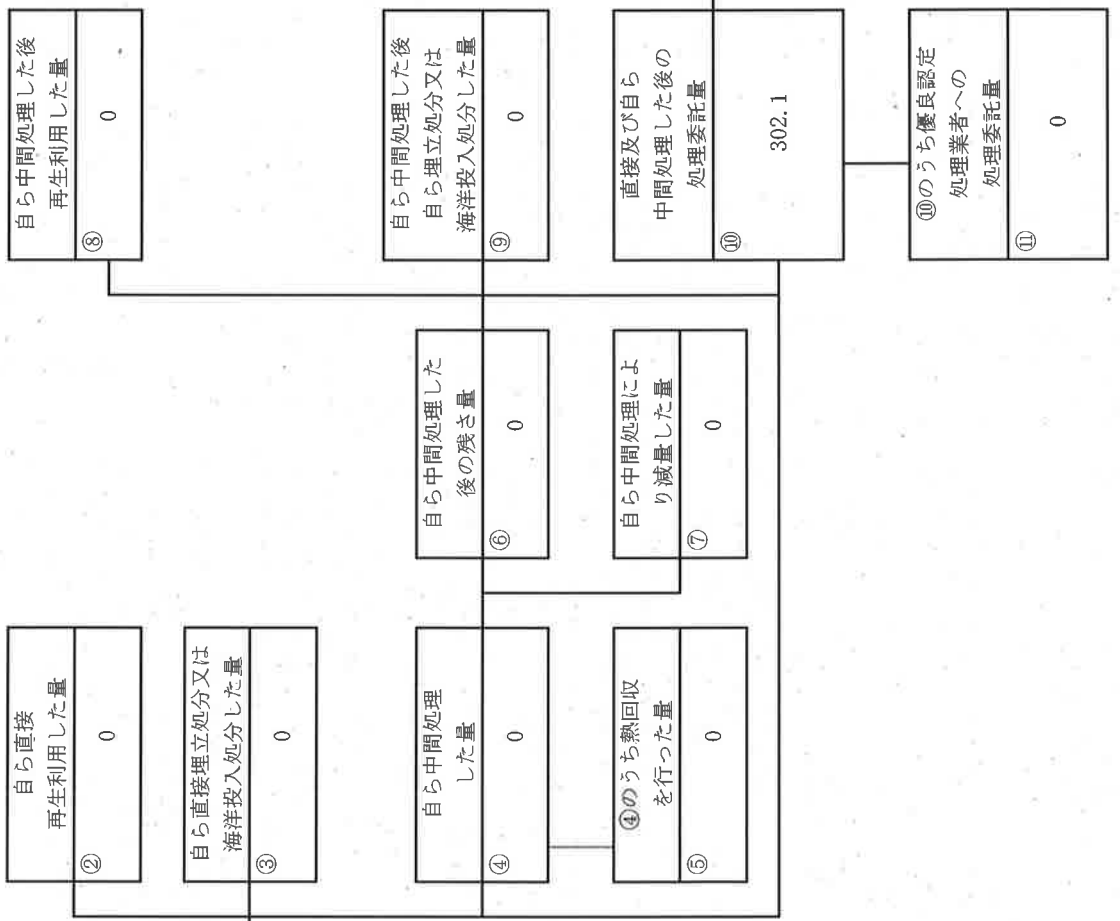 自ら直接
再生利用した量
②
0
自ら直接埋立処分又は
海洋投入処分した量
③
0
自ら中間処理
した量
④
0
④のうち熱回収
を行った量
⑤
0
自ら中間処理した
後の残さ量
⑥
0
自ら中間処理によ
り減量した量
⑦
0
自ら中間処理した後
再生利用した量
⑧
0
自ら中間処理した後
自ら埋立処分又は
海洋投入処分した量
⑨
0
直接及び自ら
中間処理した後の
処理委託量
⑩
302.1
⑩のうち優良認定
処理業者への
処理委託量
⑪
0